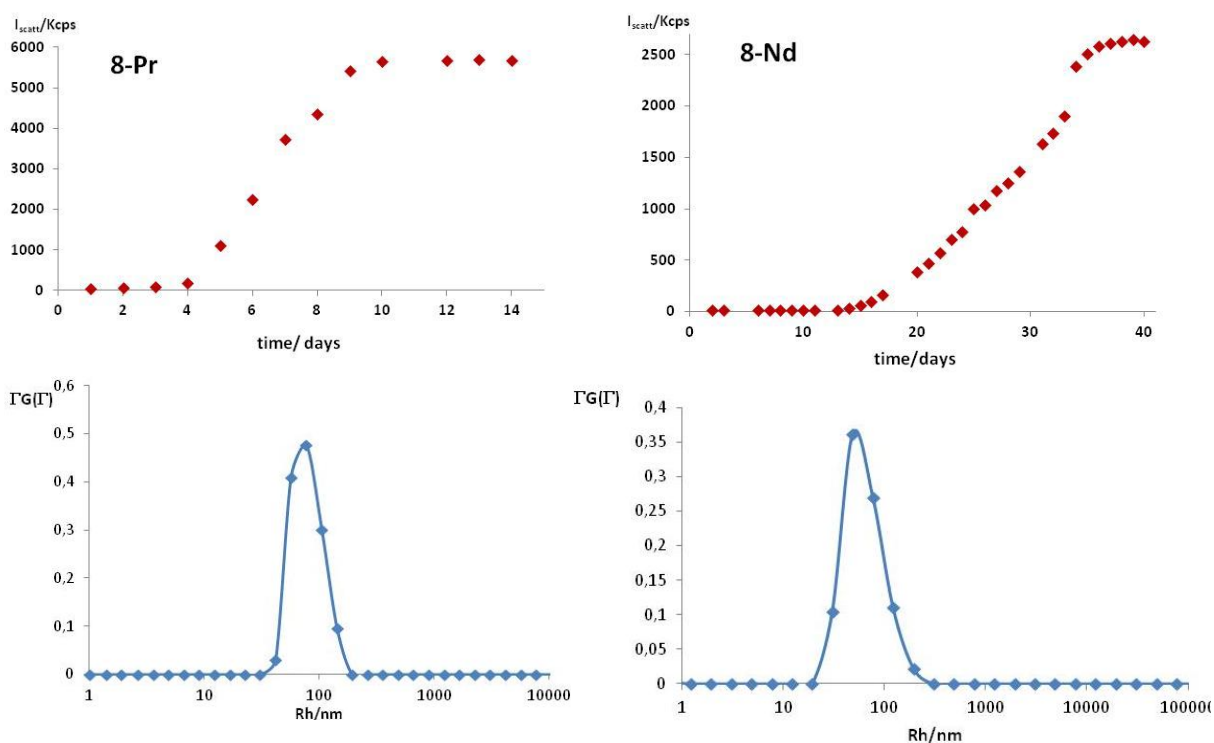 I_scatt/Kcps
8-Pr
6000
5000
4000
3000
2000
1000
0
0 2 4 6 8 10 12 14
time/ days
I_scatt/Kcps
8-Nd
2500
2000
1500
1000
500
0
0 10 20 30 40
time/days
ΓG(Γ)
0,6
0,5
0,4
0,3
0,2
0,1
0
1 10 100 1000 10000
Rh/nm
ΓG(Γ)
0,4
0,35
0,3
0,25
0,2
0,15
0,1
0,05
0
1 10 100 1000 10000 100000
Rh/nm